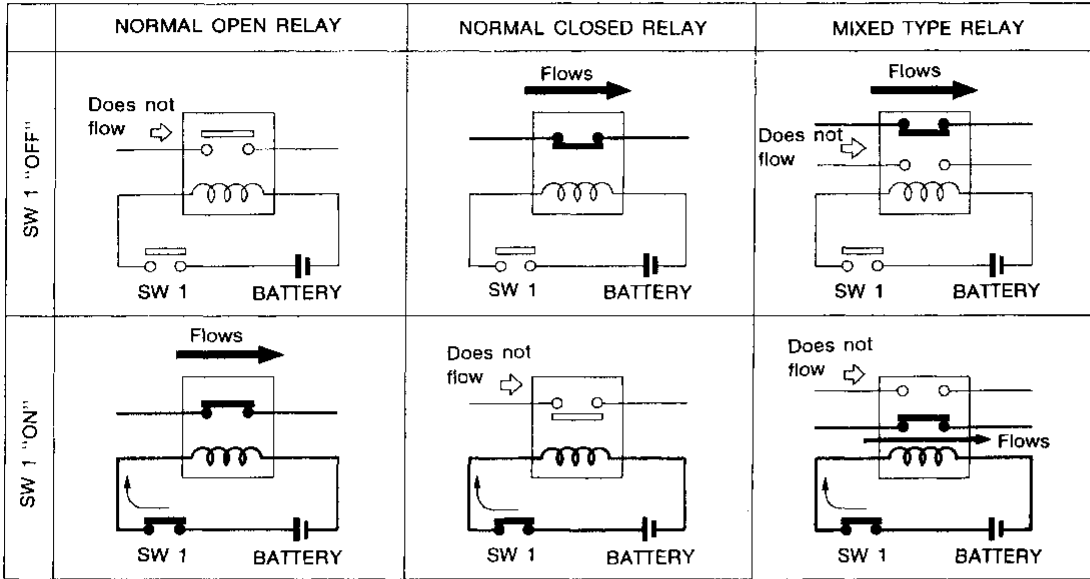 NORMAL OPEN RELAY
NORMAL CLOSED RELAY
MIXED TYPE RELAY
SW 1 "OFF"
Does not
flow
SW 1
BATTERY
Flows
SW 1
BATTERY
Flows
Does not
flow
SW 1
BATTERY
SW 1 "ON"
Flows
SW 1
BATTERY
Does not
flow
SW 1
BATTERY
Does not
flow
Flows
SW 1
BATTERY